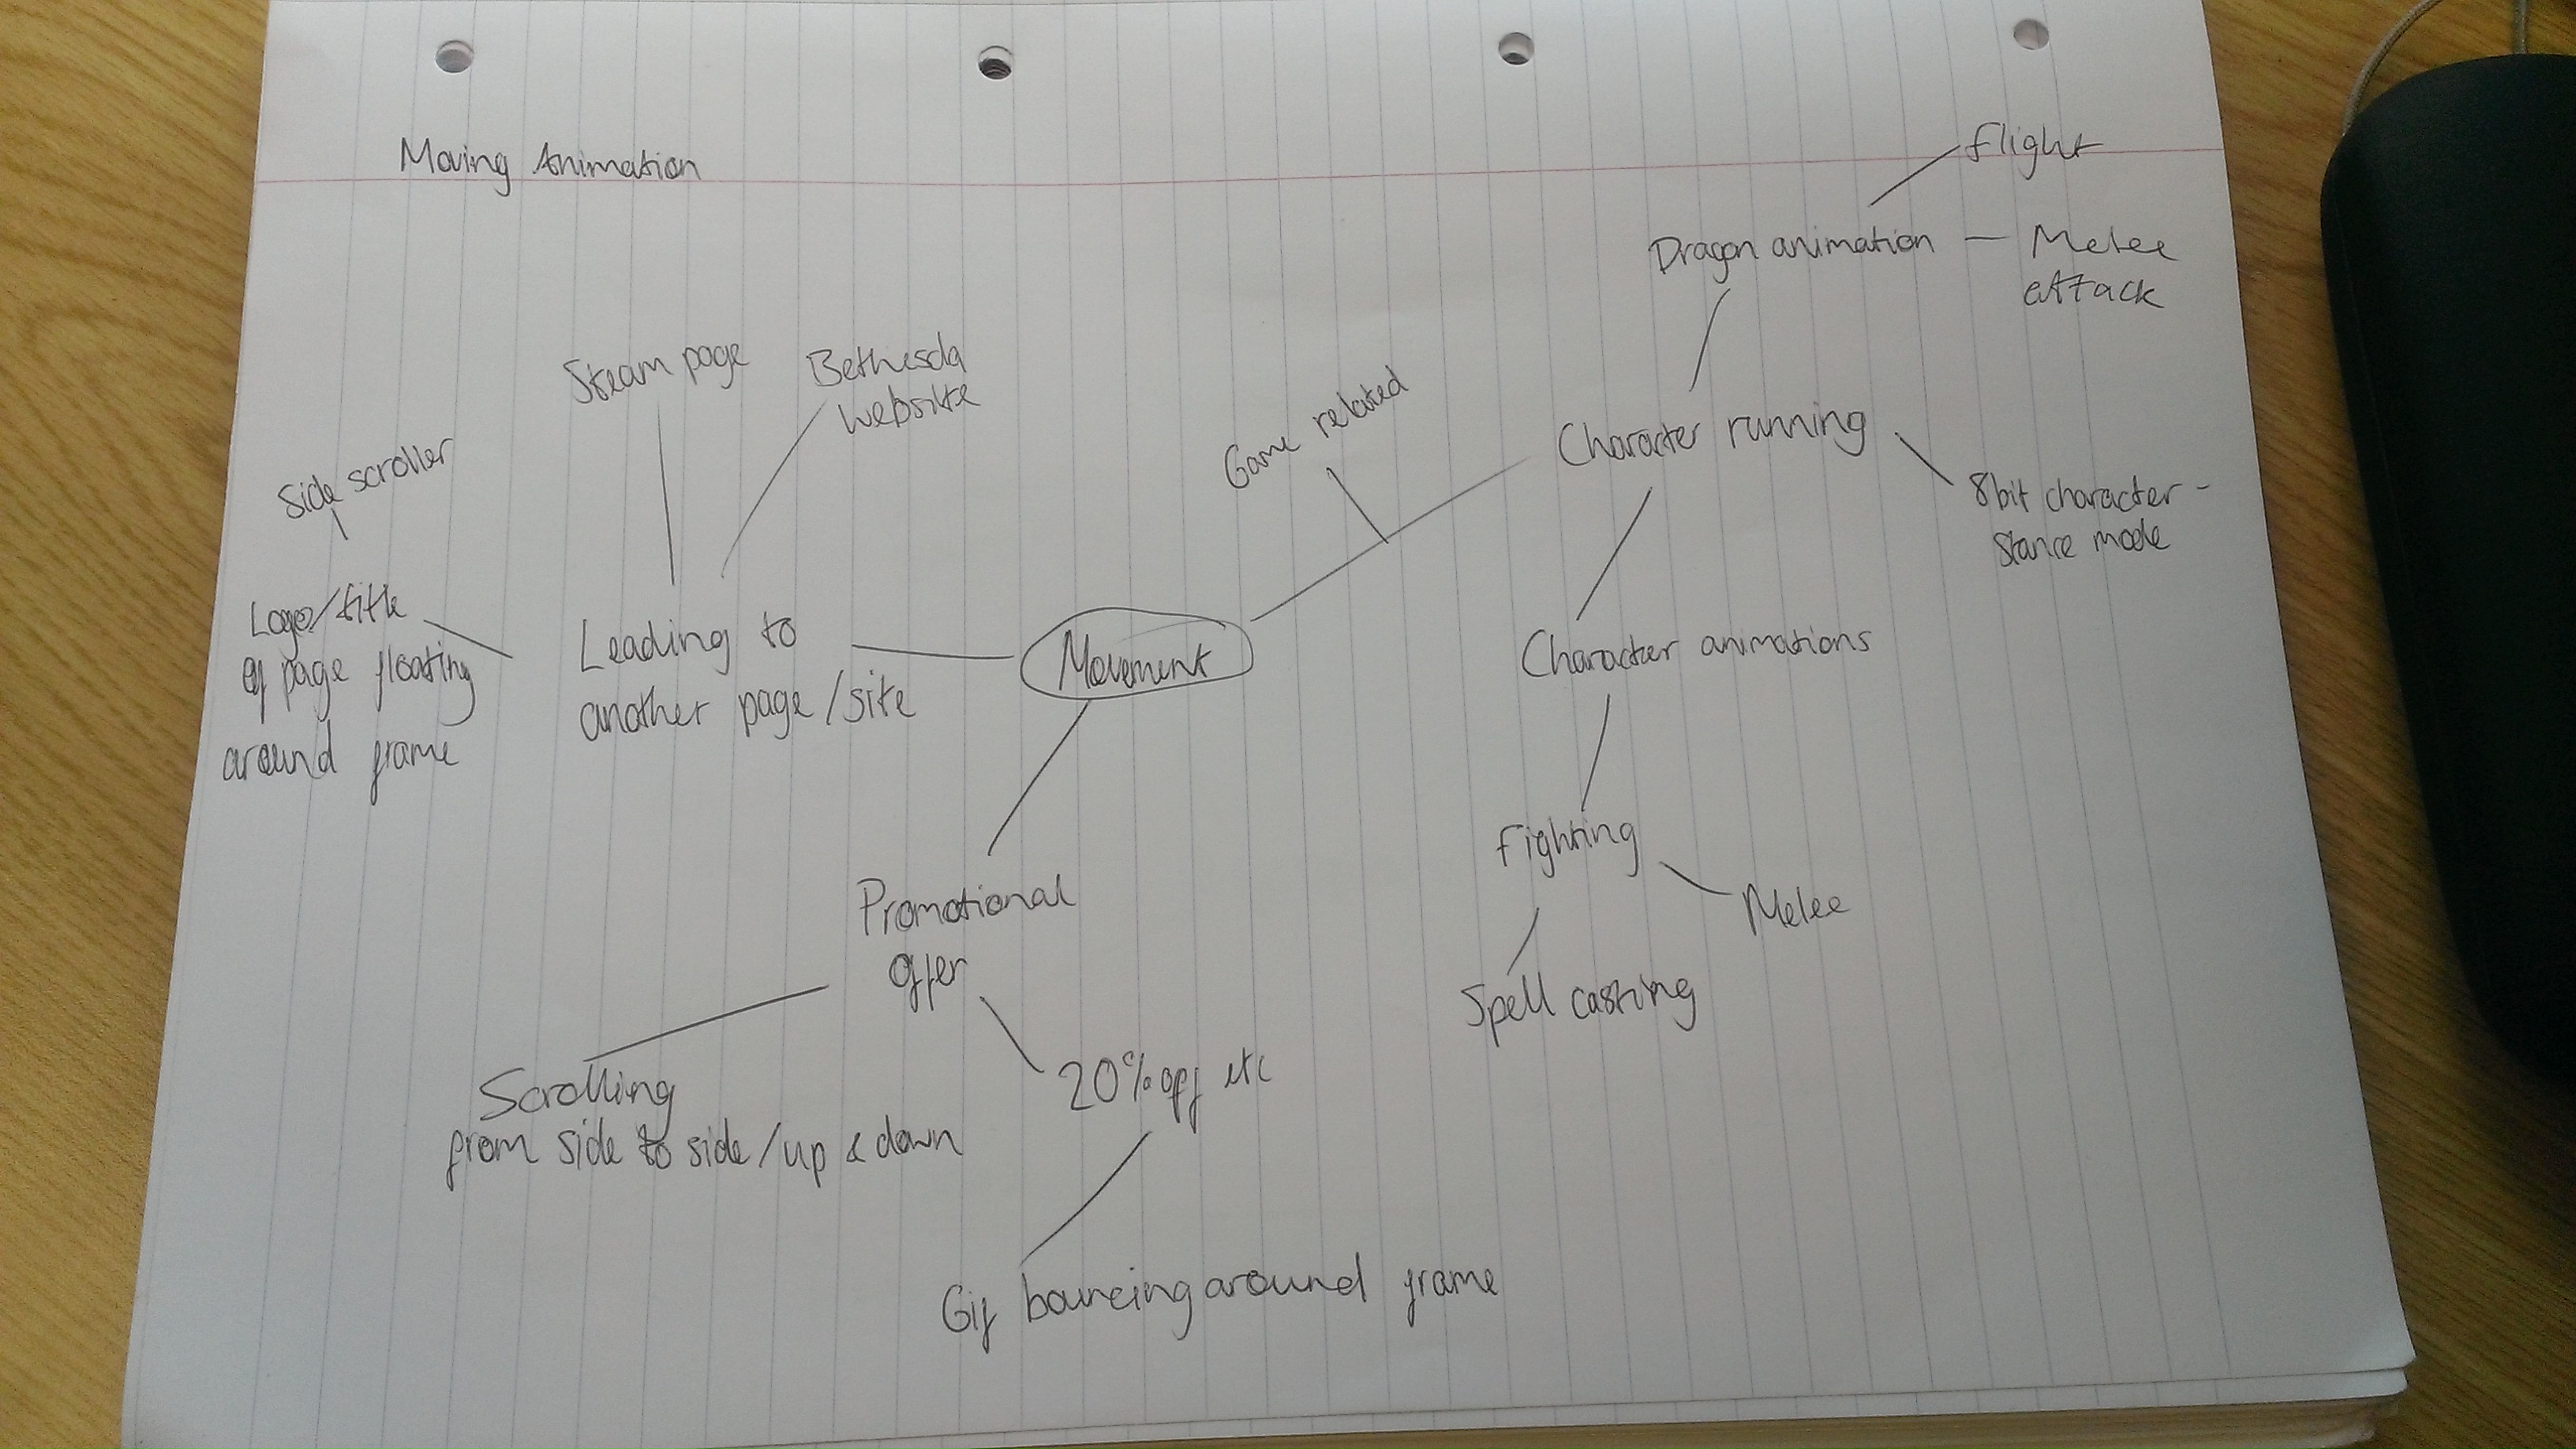 Moving Animation
flight
Dragon animation - Melee
attack
Steam page
Bethesda
website
Game related
Character running
Side scroller
8bit character -
Stance mode
Logo/title
of page floating
around frame
Leading to
another page/site
Movement
Character animations
Fighting
Melee
Promotional
offer
Spell casting
Scrolling
from side to side/up & down
20% off etc
Gif bouncing around frame